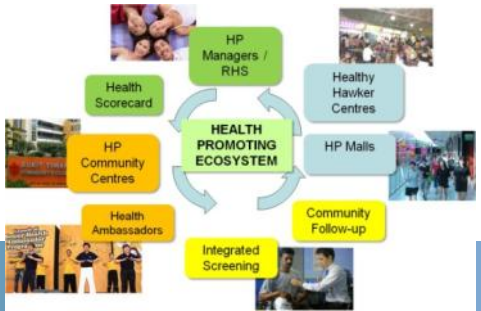 HP
Managers /
RHS
Health
Scorecard
Healthy
Hawker
Centres
HEALTH
PROMOTING
ECOSYSTEM
HP
Community
Centres
HP Malls
Health
Ambassadors
Community
Follow-up
Integrated
Screening